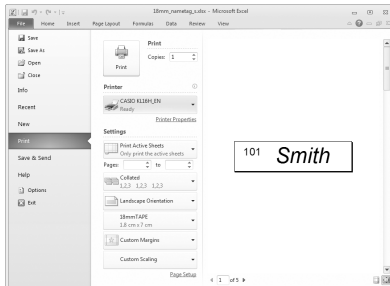 18mm_nametag_s.xlsx - Microsoft Excel
File Home Insert Page Layout Formulas Data Review View
Save
Save As
Open
Close
Info
Recent
New
Print
Save & Send
Help
Options
Exit
Print
Copies: 1
Print
Printer
CASIO KL16H_EN
Ready
Printer Properties
Settings
Print Active Sheets
Only print the active sheets
Pages: to
Collated
1,2,3 1,2,3 1,2,3
Landscape Orientation
18mmTAPE
1.8 cm x 7 cm
Custom Margins
Custom Scaling
Page Setup
101 Smith
1 of 5